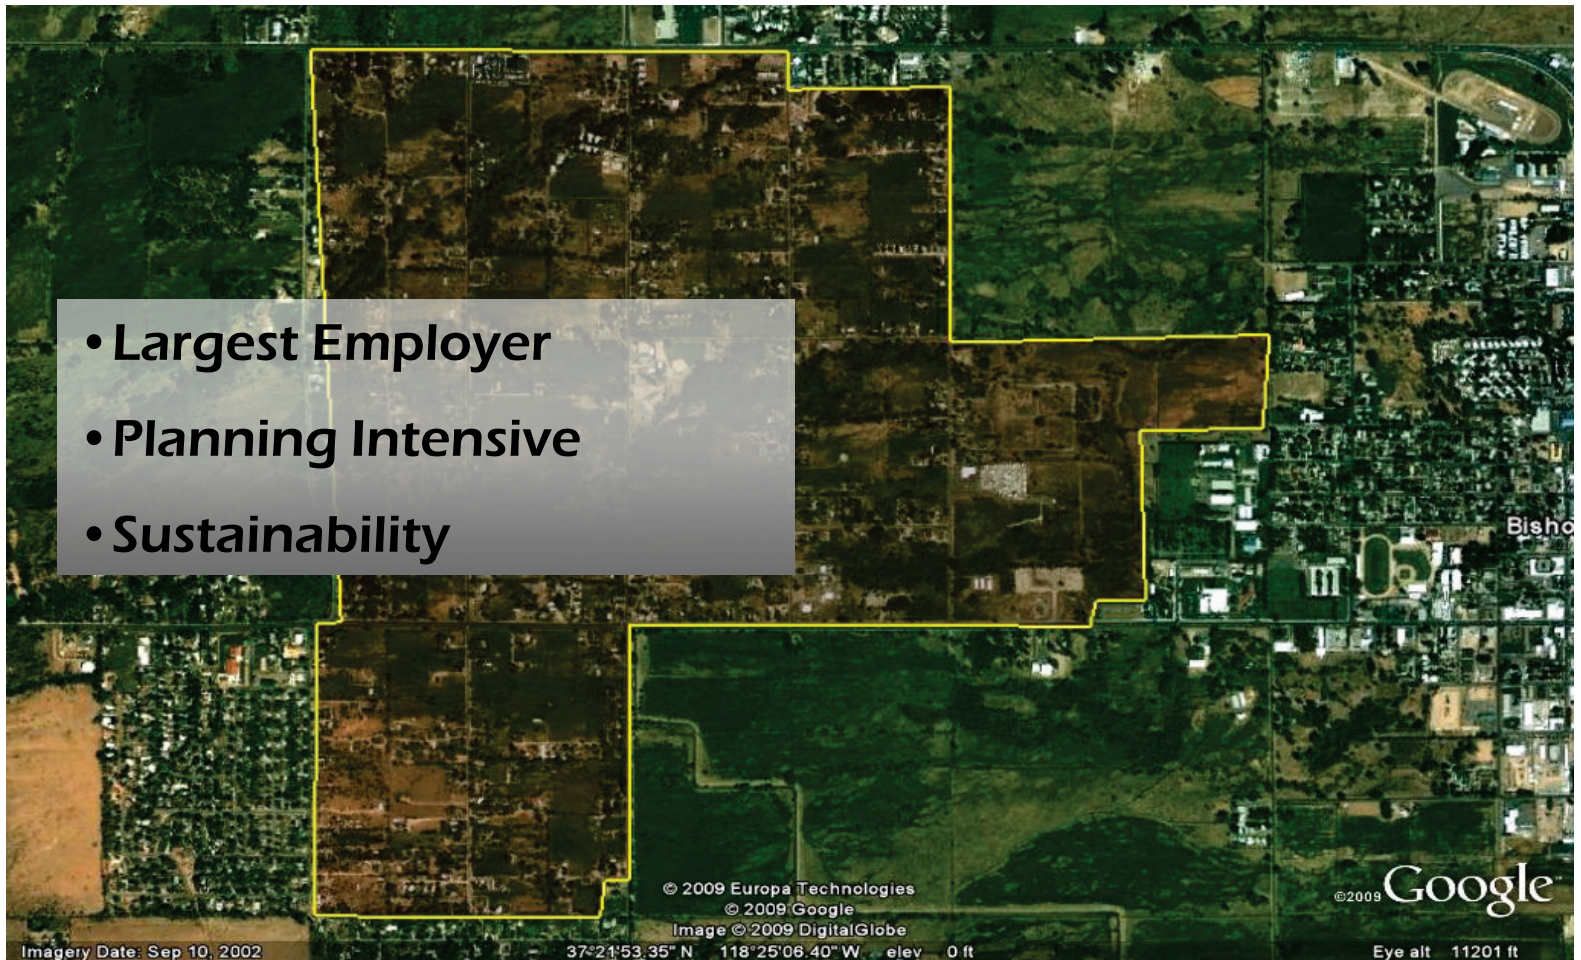 • Largest Employer
• Planning Intensive
• Sustainability
Bisho
© 2009 Europa Technologies
© 2009 Google
Image © 2009 DigitalGlobe
©2009 Google
Imagery Date: Sep 10, 2002
37°21'53.35" N 118°25'06.40" W elev 0 ft
Eye alt 11201 ft